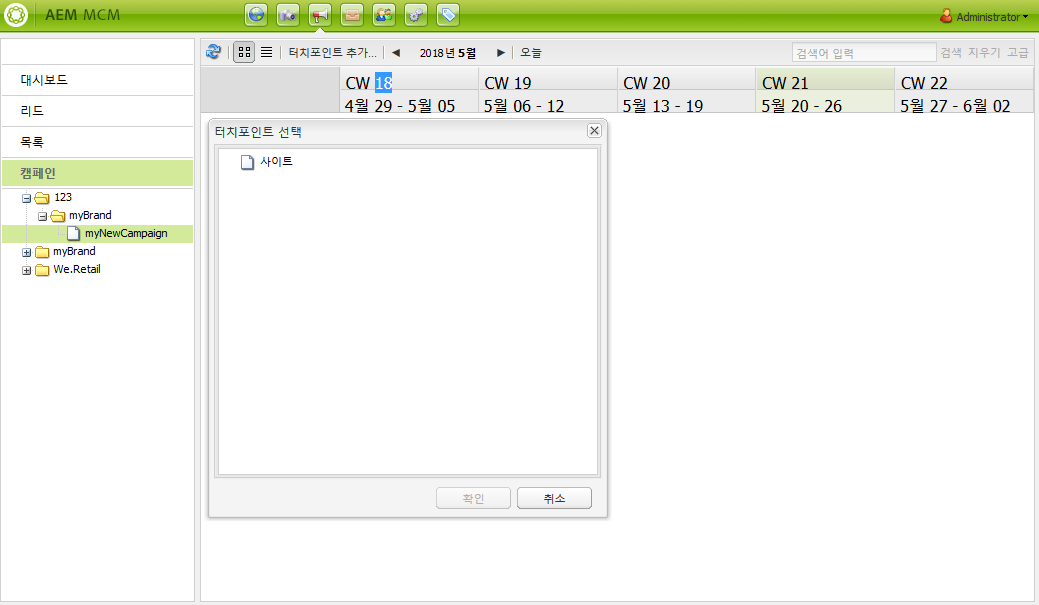 AEM MCM
Administrator
대시보드
리드
목록
캠페인
123
myBrand
myNewCampaign
myBrand
We.Retail
터치포인트 추가... 2018년 5월 오늘 검색어 입력 검색 지우기 고급
CW 18 CW 19 CW 20 CW 21 CW 22
4월 29 - 5월 05 5월 06 - 12 5월 13 - 19 5월 20 - 26 5월 27 - 6월 02
터치포인트 선택
사이트
확인 취소